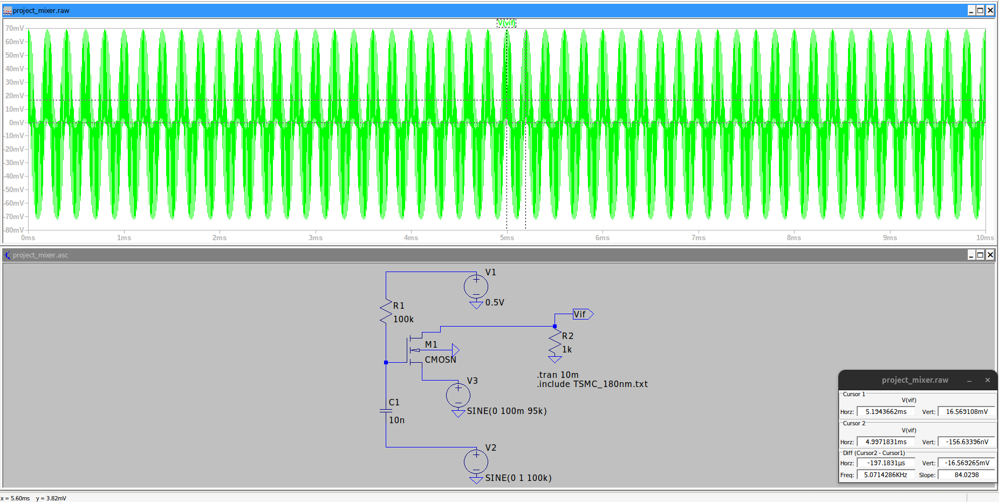 project_mixer.raw
V(vif)
70mV
60mV
50mV
40mV
30mV
20mV
10mV
0mV
-10mV
-20mV
-30mV
-40mV
-50mV
-60mV
-70mV
-80mV
0ms 1ms 2ms 3ms 4ms 5ms 6ms 7ms 8ms 9ms 10ms
project_mixer.asc
V1
0.5V
R1
100k
Vif
R2
1k
M1
CMOSN
.tran 10m
.include TSMC_180nm.txt
V3
SINE(0 100m 95k)
C1
10n
V2
SINE(0 1 100k)
project_mixer.raw
Cursor 1
V(vif)
Horz: 5.1943662ms Vert: 16.569108mV
Cursor 2
V(vif)
Horz: 4.9971831ms Vert: -156.63396nV
Diff (Cursor2 - Cursor1)
Horz: -197.1831µs Vert: -16.569265mV
Freq: 5.0714286KHz Slope: 84.0298
x = 5.60ms y = 3.82mV